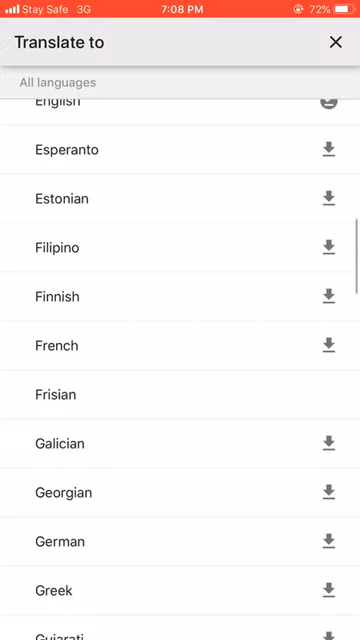 Stay Safe 3G 7:08 PM 72%
Translate to
All languages
English
Esperanto
Estonian
Filipino
Finnish
French
Frisian
Galician
Georgian
German
Greek
Gujarati